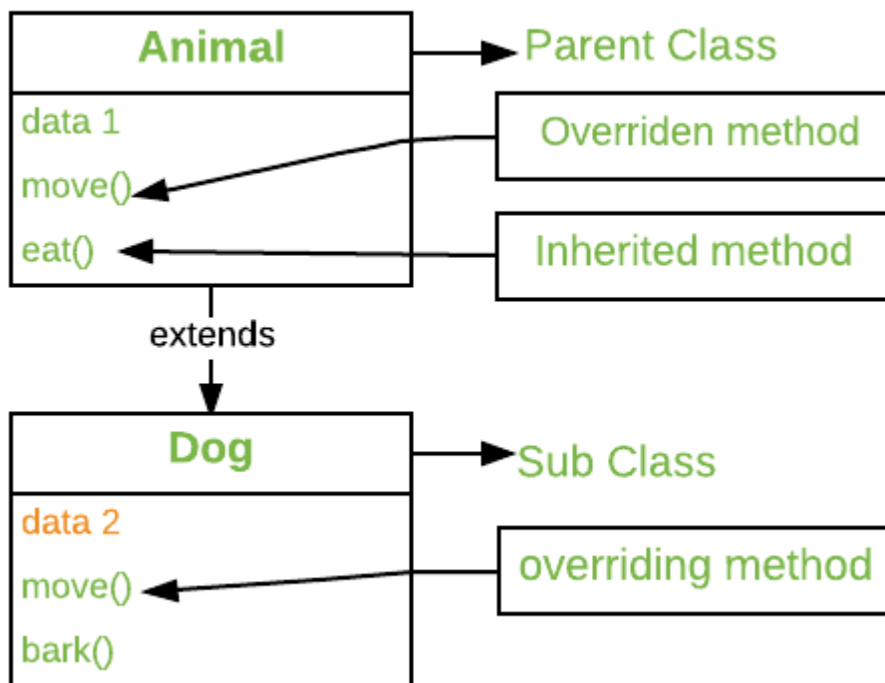 Animal
Parent Class
data 1
Overriden method
move()
eat()
Inherited method
extends
Dog
Sub Class
data 2
move()
overriding method
bark()